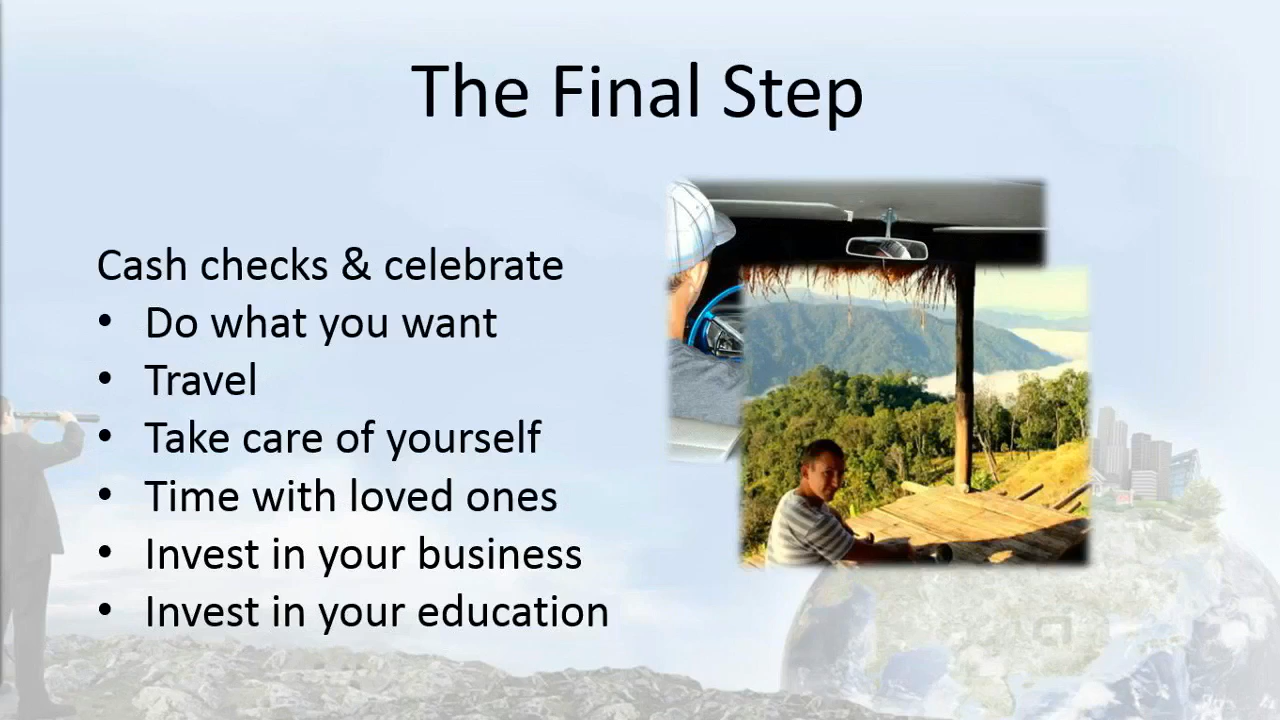 The Final Step
Cash checks & celebrate
• Do what you want
• Travel
• Take care of yourself
• Time with loved ones
• Invest in your business
• Invest in your education